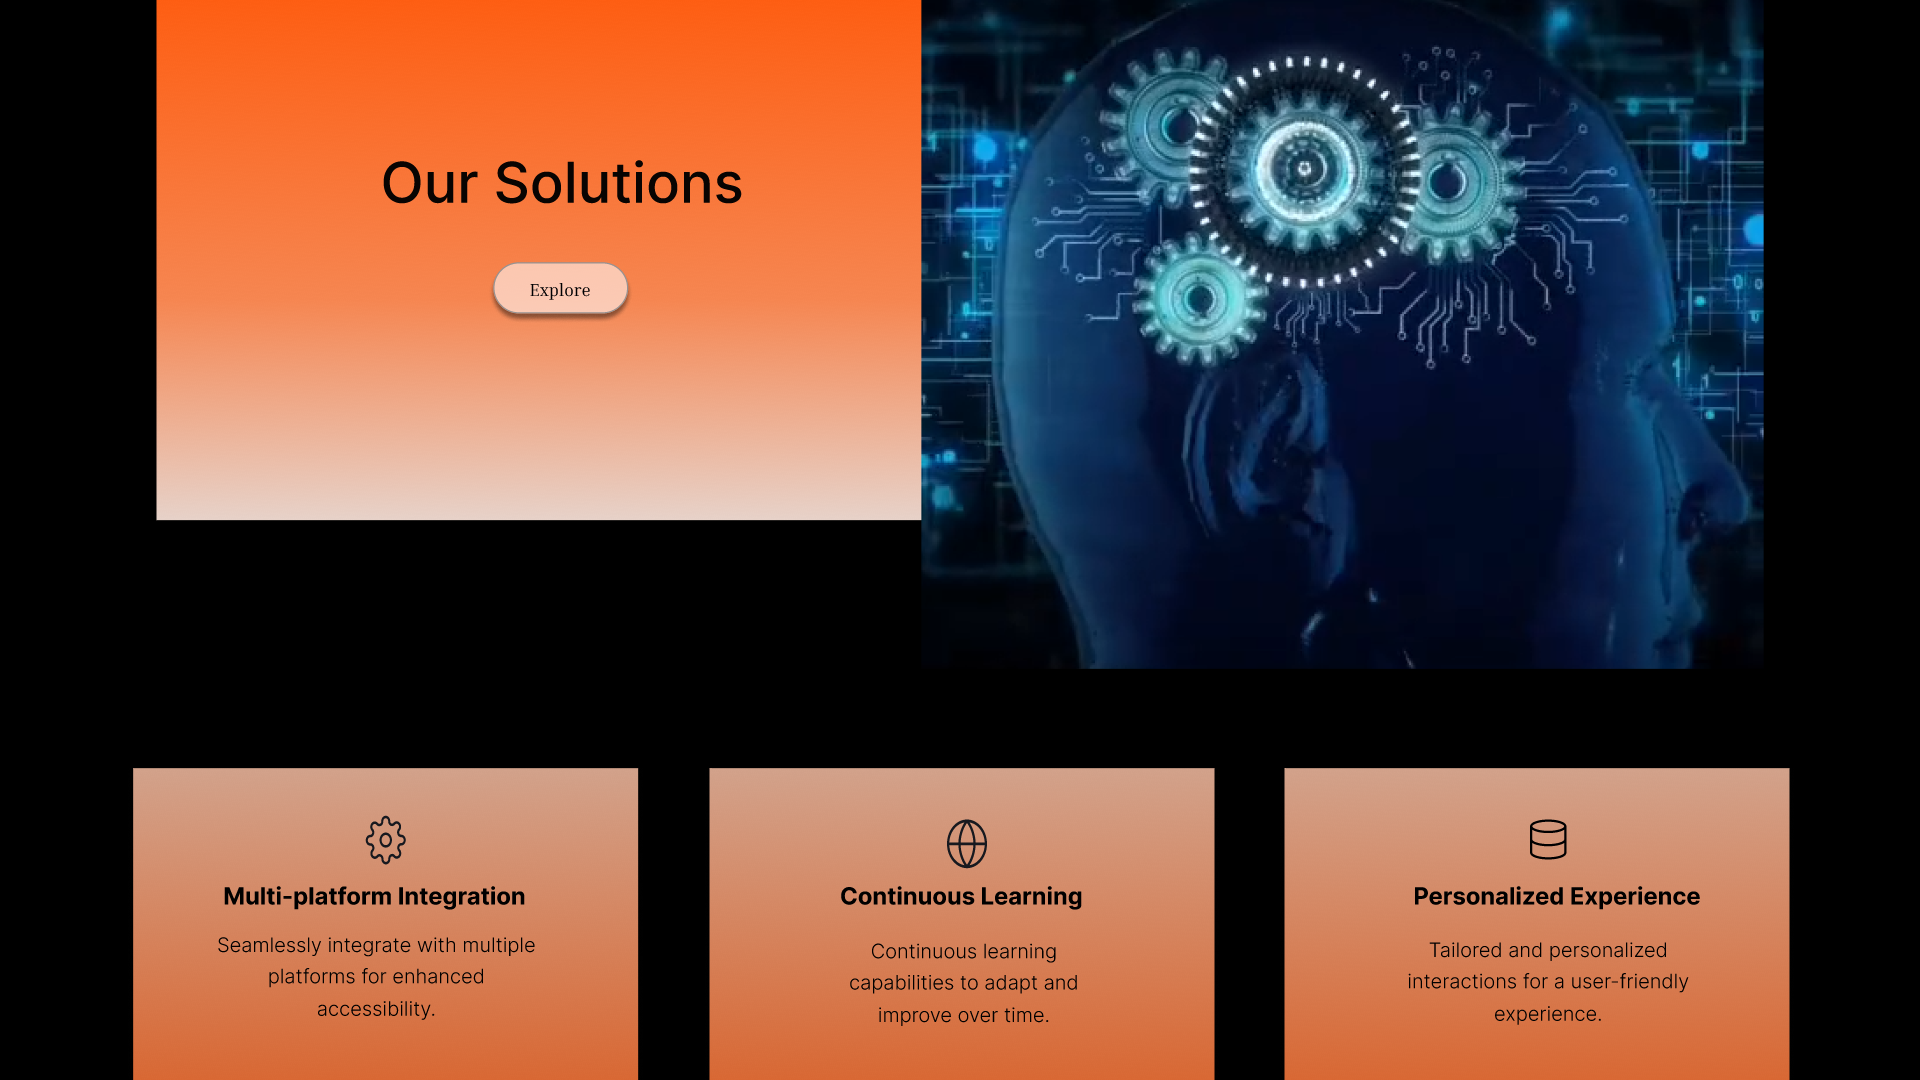 Our Solutions
Explore
Multi-platform Integration
Seamlessly integrate with multiple
platforms for enhanced
accessibility.
Continuous Learning
Continuous learning
capabilities to adapt and
improve over time.
Personalized Experience
Tailored and personalized
interactions for a user-friendly
experience.